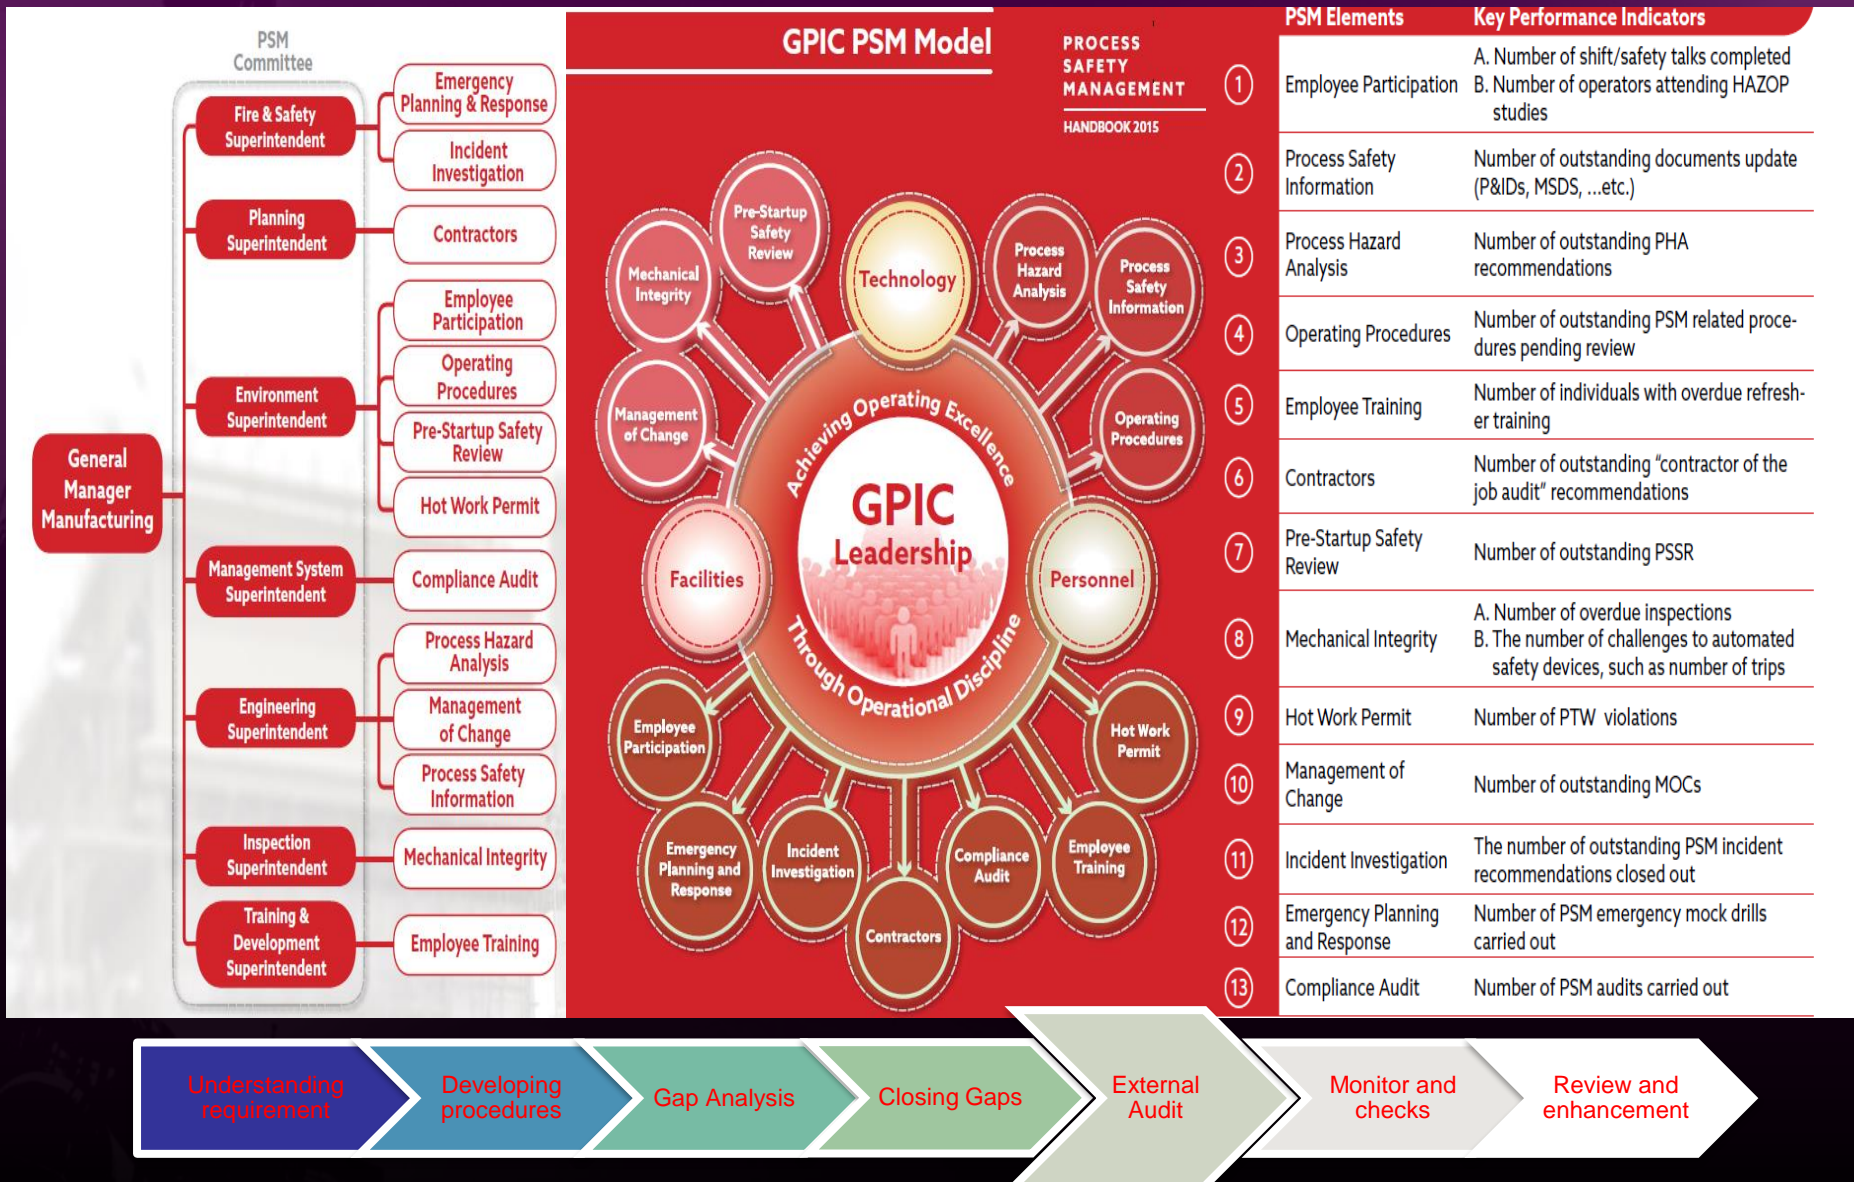 PSM
Committee
General
Manager
Manufacturing
Fire & Safety
Superintendent
Emergency
Planning & Response
Incident
Investigation
Planning
Superintendent
Contractors
Environment
Superintendent
Employee
Participation
Operating
Procedures
Pre-Startup Safety
Review
Hot Work Permit
Management System
Superintendent
Compliance Audit
Engineering
Superintendent
Process Hazard
Analysis
Management
of Change
Process Safety
Information
Inspection
Superintendent
Mechanical Integrity
Training &
Development
Superintendent
Employee Training
GPIC PSM Model
PROCESS
SAFETY
MANAGEMENT
HANDBOOK 2015
Technology
Pre-Startup
Safety
Review
Mechanical
Integrity
Management
of Change
Process
Hazard
Analysis
Process
Safety
Information
Operating
Procedures
Achieving Operating Excellence
GPIC
Leadership
Through Operational Discipline
Facilities
Personnel
Employee
Participation
Emergency
Planning and
Response
Incident
Investigation
Contractors
Compliance
Audit
Employee
Training
Hot Work
Permit
PSM Elements Key Performance Indicators
1 Employee Participation
A. Number of shift/safety talks completed
B. Number of operators attending HAZOP
studies
2 Process Safety
Information
Number of outstanding documents update
(P&IDs, MSDS, ...etc.)
3 Process Hazard
Analysis
Number of outstanding PHA
recommendations
4 Operating Procedures
Number of outstanding PSM related proce-
dures pending review
5 Employee Training
Number of individuals with overdue refresh-
er training
6 Contractors
Number of outstanding “contractor of the
job audit” recommendations
7 Pre-Startup Safety
Review
Number of outstanding PSSR
8 Mechanical Integrity
A. Number of overdue inspections
B. The number of challenges to automated
safety devices, such as number of trips
9 Hot Work Permit
Number of PTW violations
10 Management of
Change
Number of outstanding MOCs
11 Incident Investigation
The number of outstanding PSM incident
recommendations closed out
12 Emergency Planning
and Response
Number of PSM emergency mock drills
carried out
13 Compliance Audit
Number of PSM audits carried out
Understanding
requirement
Developing
procedures
Gap Analysis
Closing Gaps
External
Audit
Monitor and
checks
Review and
enhancement